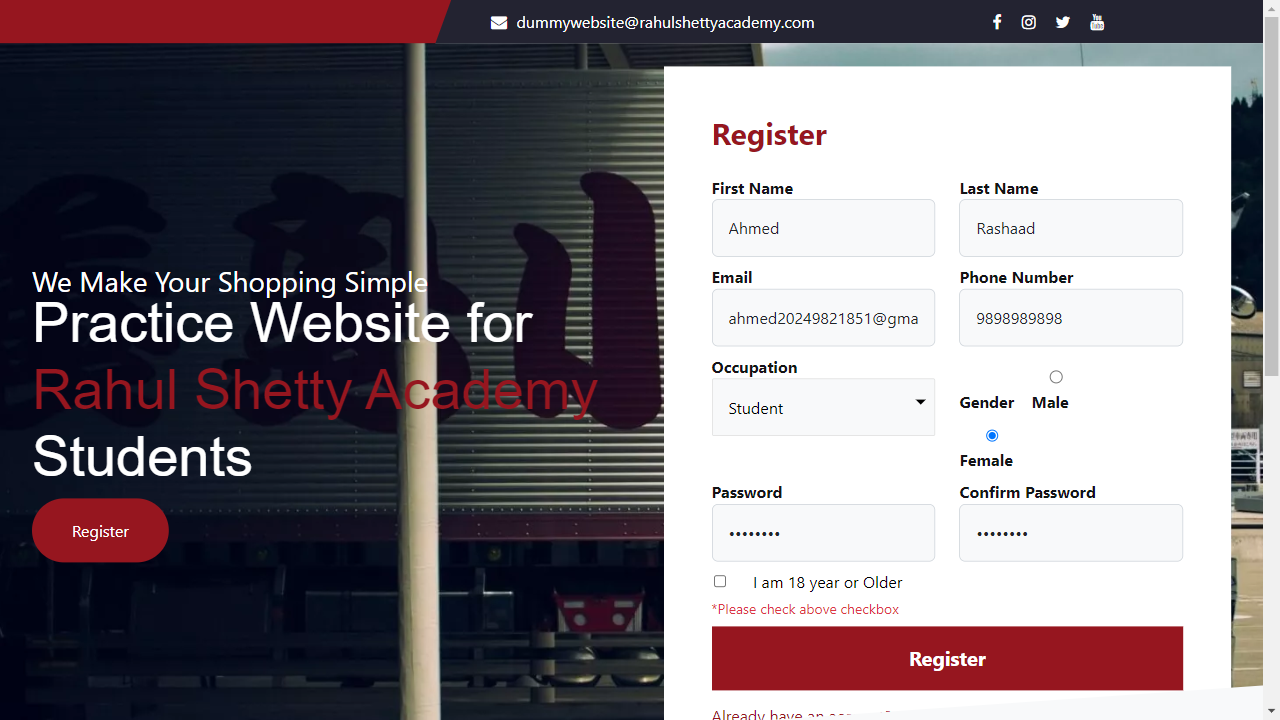 dummywebsite@rahulshettyacademy.com
We Make Your Shopping Simple
Practice Website for
Rahul Shetty Academy
Students
Register
Register
First Name
Last Name
Ahmed
Rashaad
Email
Phone Number
ahmed20249821851@gma
9898989898
Occupation
Student
Gender
Male
Female
Password
Confirm Password
••••••••
••••••••
I am 18 year or Older
*Please check above checkbox
Register
Already have an